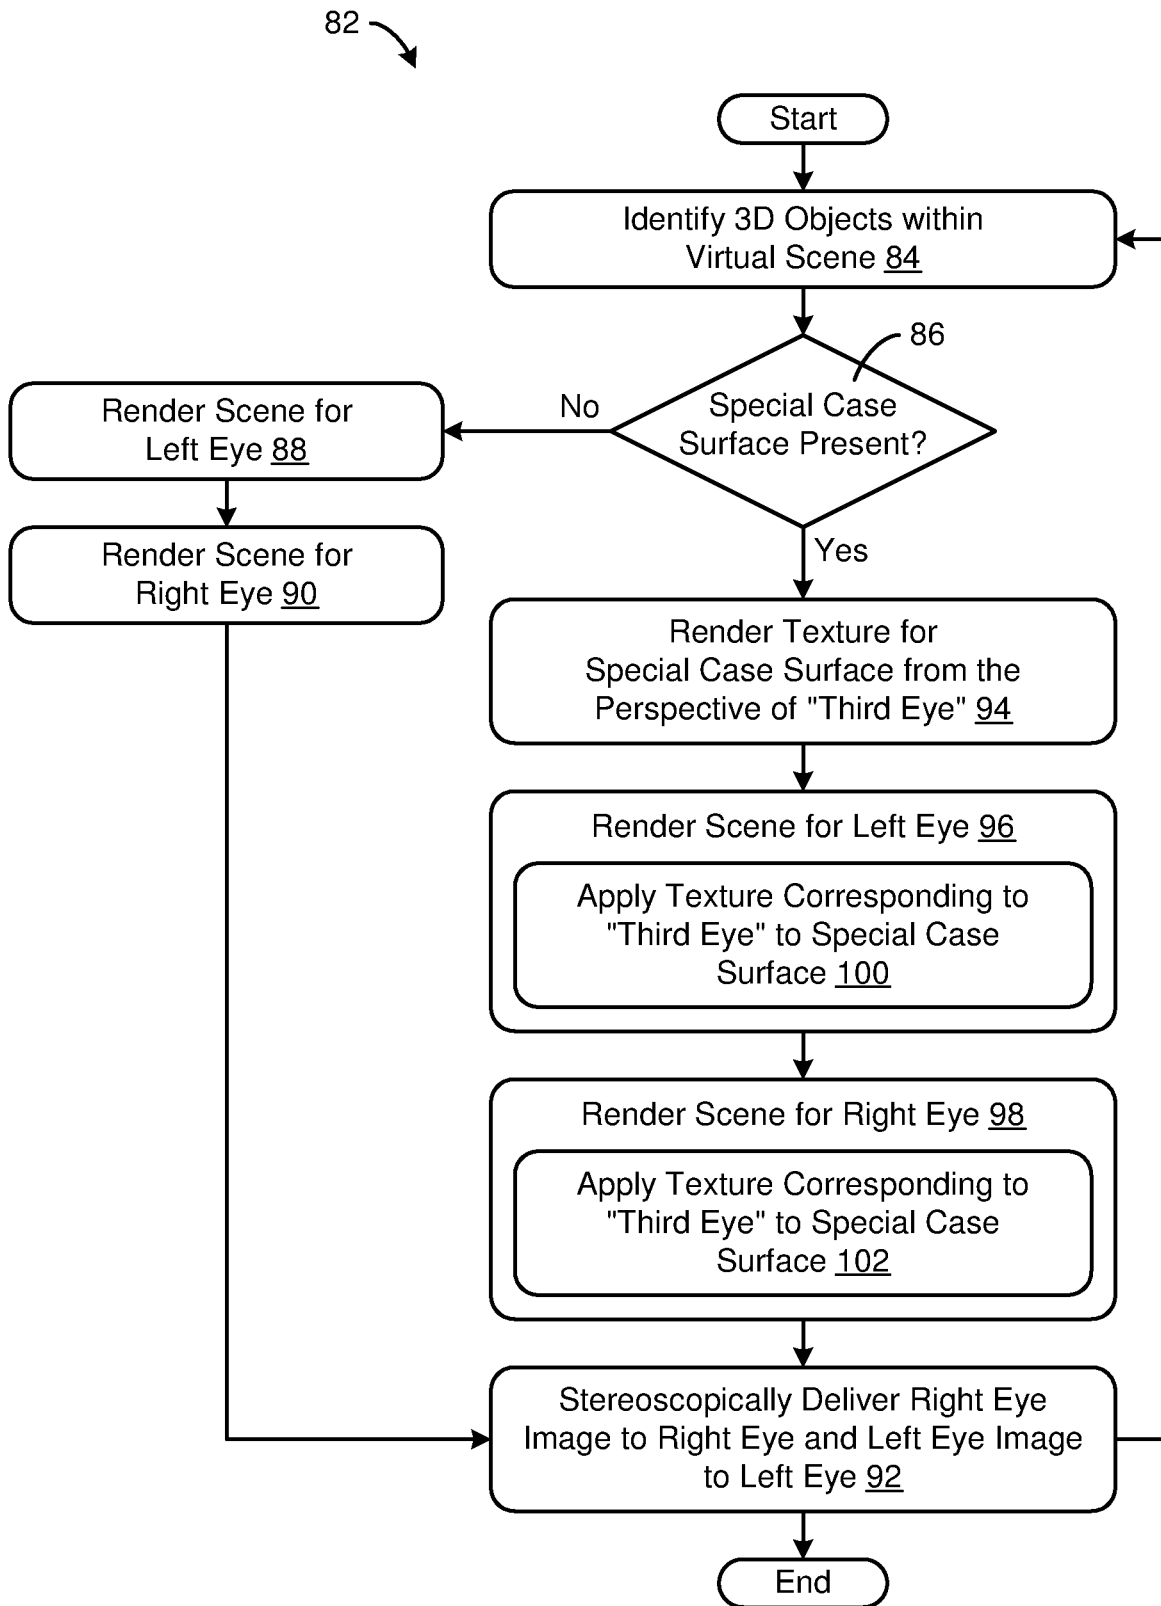 82
Start
Identify 3D Objects within
Virtual Scene 84
86
Special Case
Surface Present?
No
Yes
Render Scene for
Left Eye 88
Render Scene for
Right Eye 90
Render Texture for
Special Case Surface from the
Perspective of "Third Eye" 94
Render Scene for Left Eye 96
Apply Texture Corresponding to
"Third Eye" to Special Case
Surface 100
Render Scene for Right Eye 98
Apply Texture Corresponding to
"Third Eye" to Special Case
Surface 102
Stereoscopically Deliver Right Eye
Image to Right Eye and Left Eye Image
to Left Eye 92
End